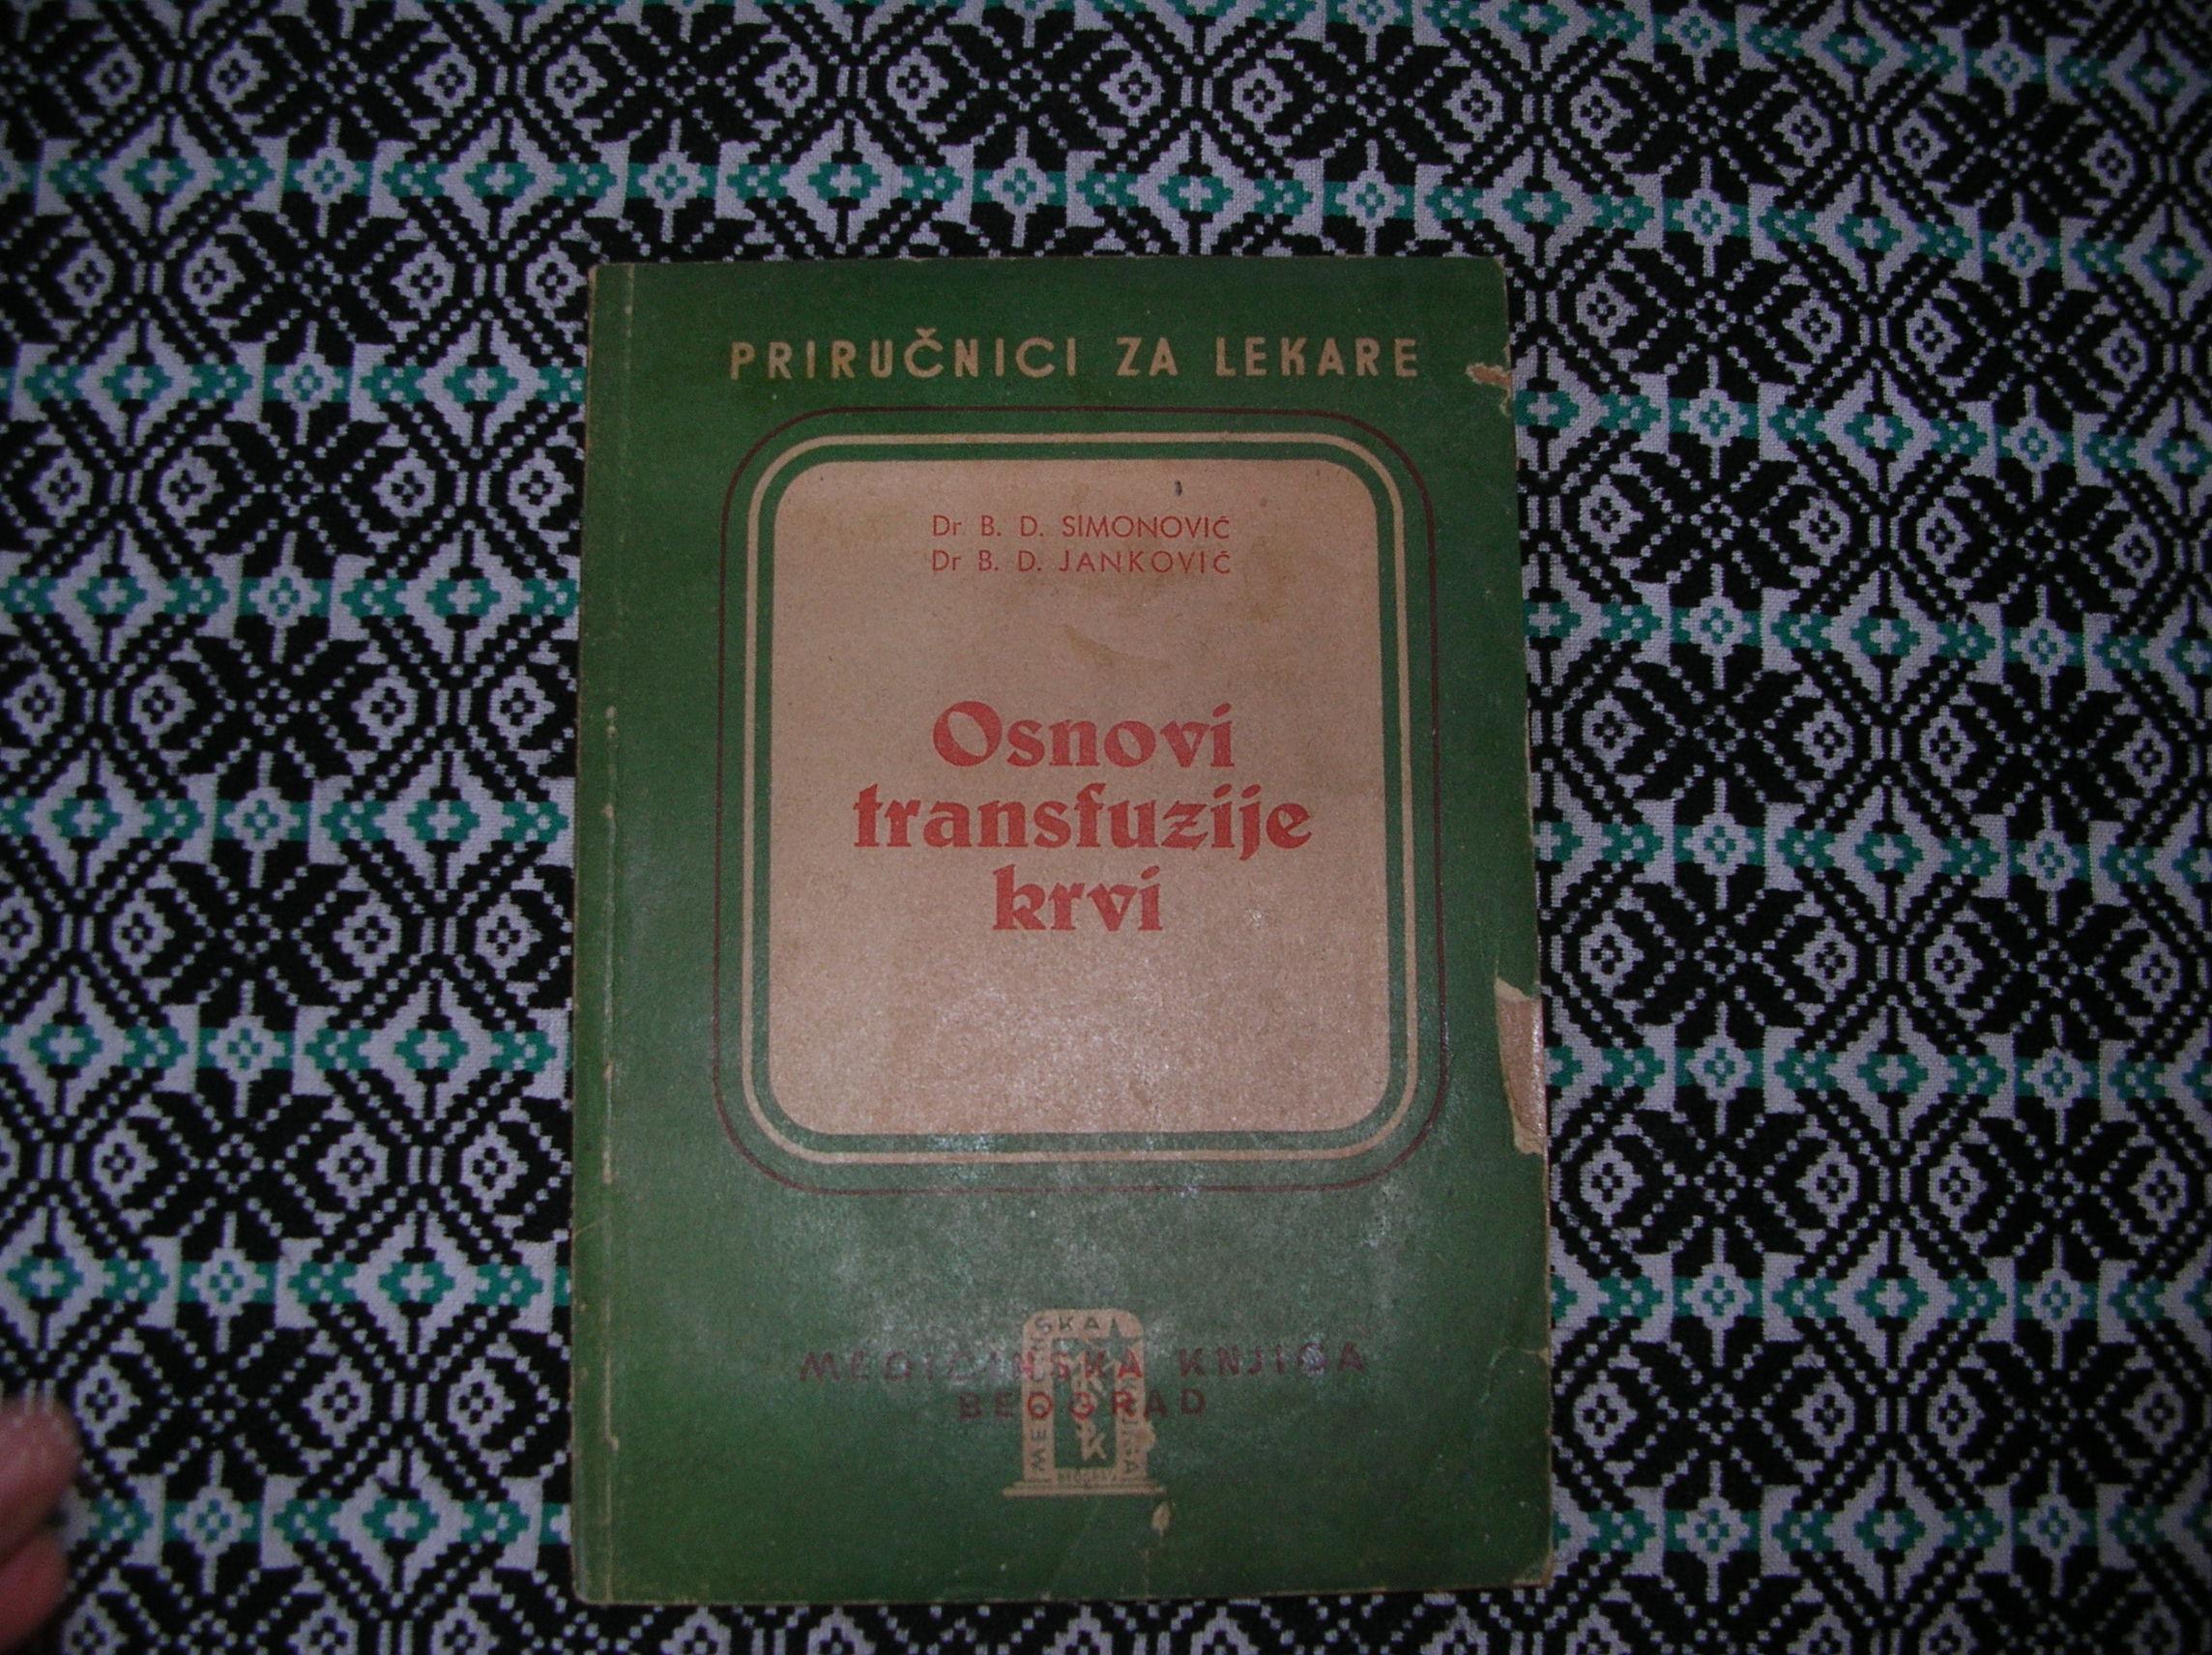 PRIRUČNICI ZA LEKARE
Dr B. D. SIMONOVIĆ
Dr B. D. JANKOVIĆ
Osnovi
transfuzije
krvi
MEDICINSKA KNJIGA
BEOGRAD